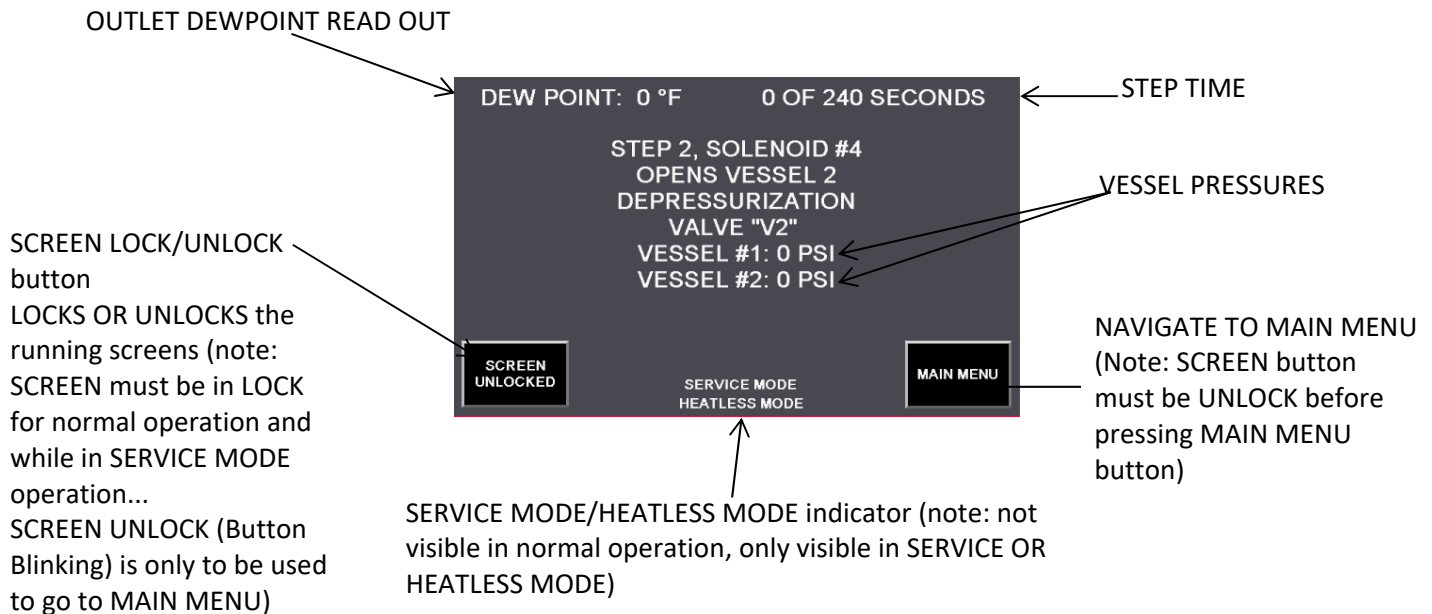 OUTLET DEWPOINT READ OUT
DEW POINT: 0 °F
0 OF 240 SECONDS
STEP TIME
STEP 2, SOLENOID #4
OPENS VESSEL 2
DEPRESSURIZATION
VALVE "V2"
VESSEL #1: 0 PSI
VESSEL #2: 0 PSI
VESSEL PRESSURES
SCREEN LOCK/UNLOCK
button
LOCKS OR UNLOCKS the
running screens (note:
SCREEN must be in LOCK
for normal operation and
while in SERVICE MODE
operation...
SCREEN UNLOCK (Button
Blinking) is only to be used
to go to MAIN MENU)
SCREEN
UNLOCKED
SERVICE MODE
HEATLESS MODE
MAIN MENU
NAVIGATE TO MAIN MENU
(Note: SCREEN button
must be UNLOCK before
pressing MAIN MENU
button)
SERVICE MODE/HEATLESS MODE indicator (note: not
visible in normal operation, only visible in SERVICE OR
HEATLESS MODE)